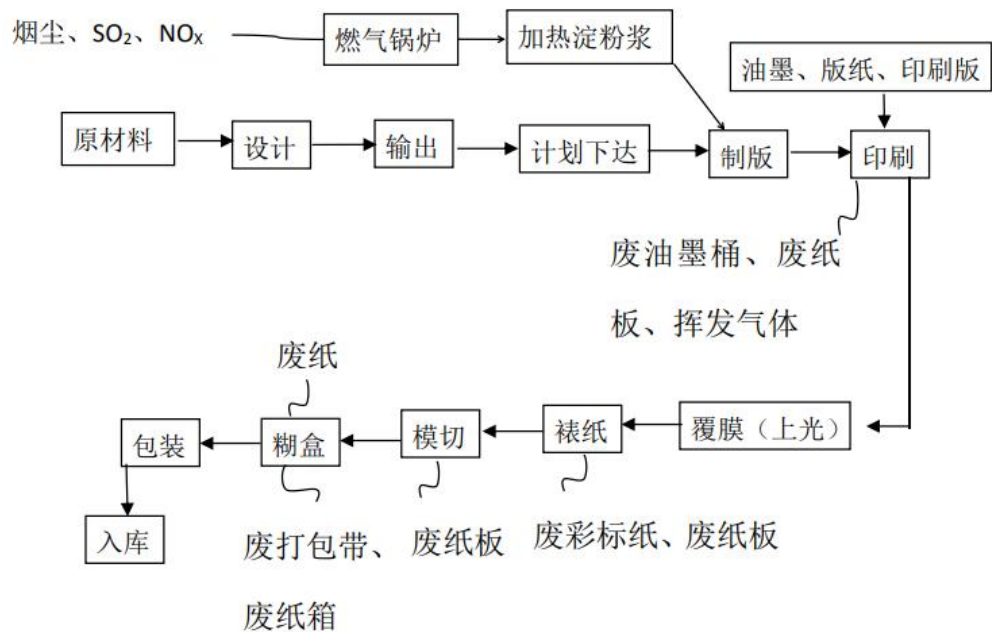 烟尘、SO₂、NOₓ
燃气锅炉
加热淀粉浆
油墨、版纸、印刷版
原材料
设计
输出
计划下达
制版
印刷
废油墨桶、废纸
板、挥发气体
废纸
包装
糊盒
模切
裱纸
覆膜（上光）
入库
废打包带、
废纸箱
废纸板
废彩标纸、废纸板